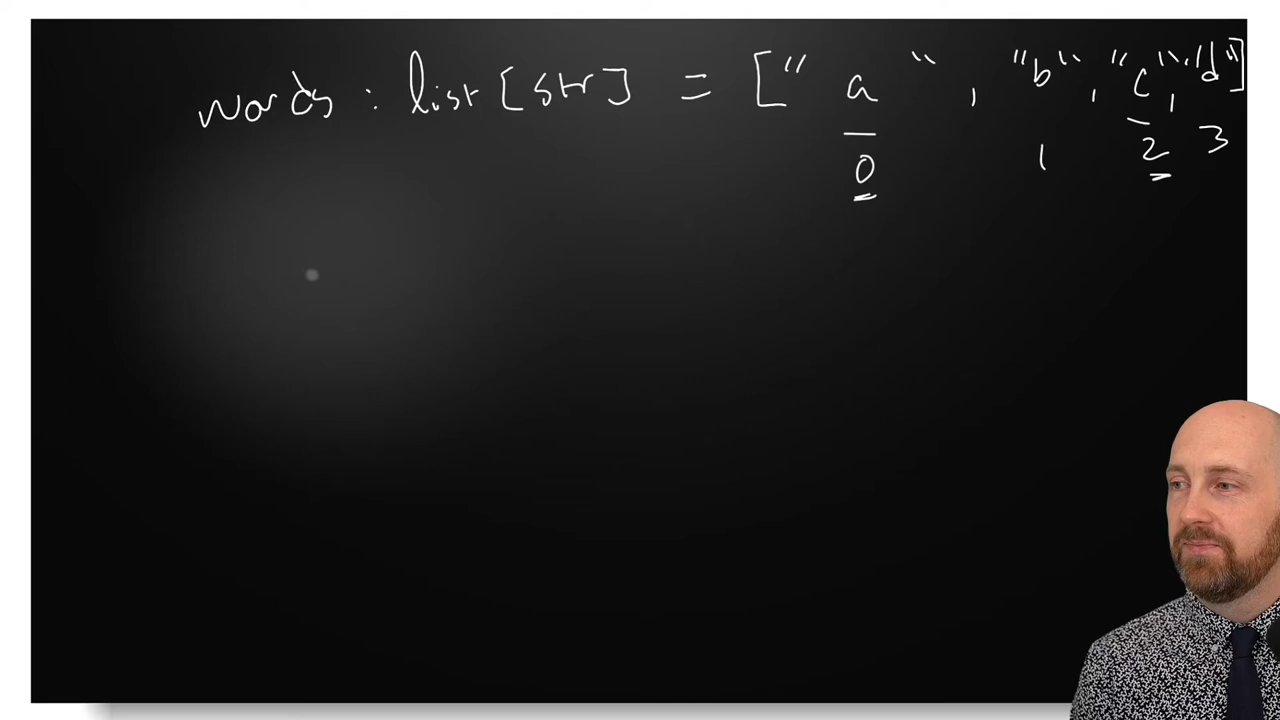 words : list[str] = ["a", "b", "c", "d"]
0 1 2 3